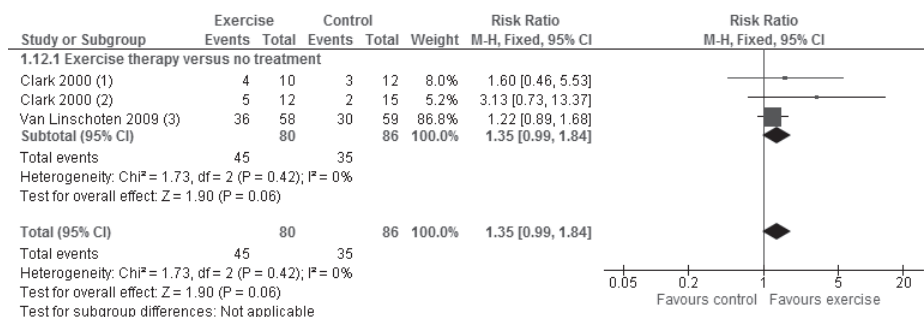 Exercise Control Risk Ratio Risk Ratio
Study or Subgroup Events Total Events Total Weight M-H, Fixed, 95% CI M-H, Fixed, 95% CI
1.12.1 Exercise therapy versus no treatment
Clark 2000 (1) 4 10 3 12 8.0% 1.60 [0.46, 5.53]
Clark 2000 (2) 5 12 2 15 5.2% 3.13 [0.73, 13.37]
Van Linschoten 2009 (3) 36 58 30 59 86.8% 1.22 [0.89, 1.68]
Subtotal (95% CI) 80 86 100.0% 1.35 [0.99, 1.84]
Total events 45 35
Heterogeneity: Chi² = 1.73, df = 2 (P = 0.42); I² = 0%
Test for overall effect: Z = 1.90 (P = 0.06)
Total (95% CI) 80 86 100.0% 1.35 [0.99, 1.84]
Total events 45 35
Heterogeneity: Chi² = 1.73, df = 2 (P = 0.42); I² = 0%
Test for overall effect: Z = 1.90 (P = 0.06)
Test for subgroup differences: Not applicable
0.05 0.2 1 5 20
Favours control Favours exercise